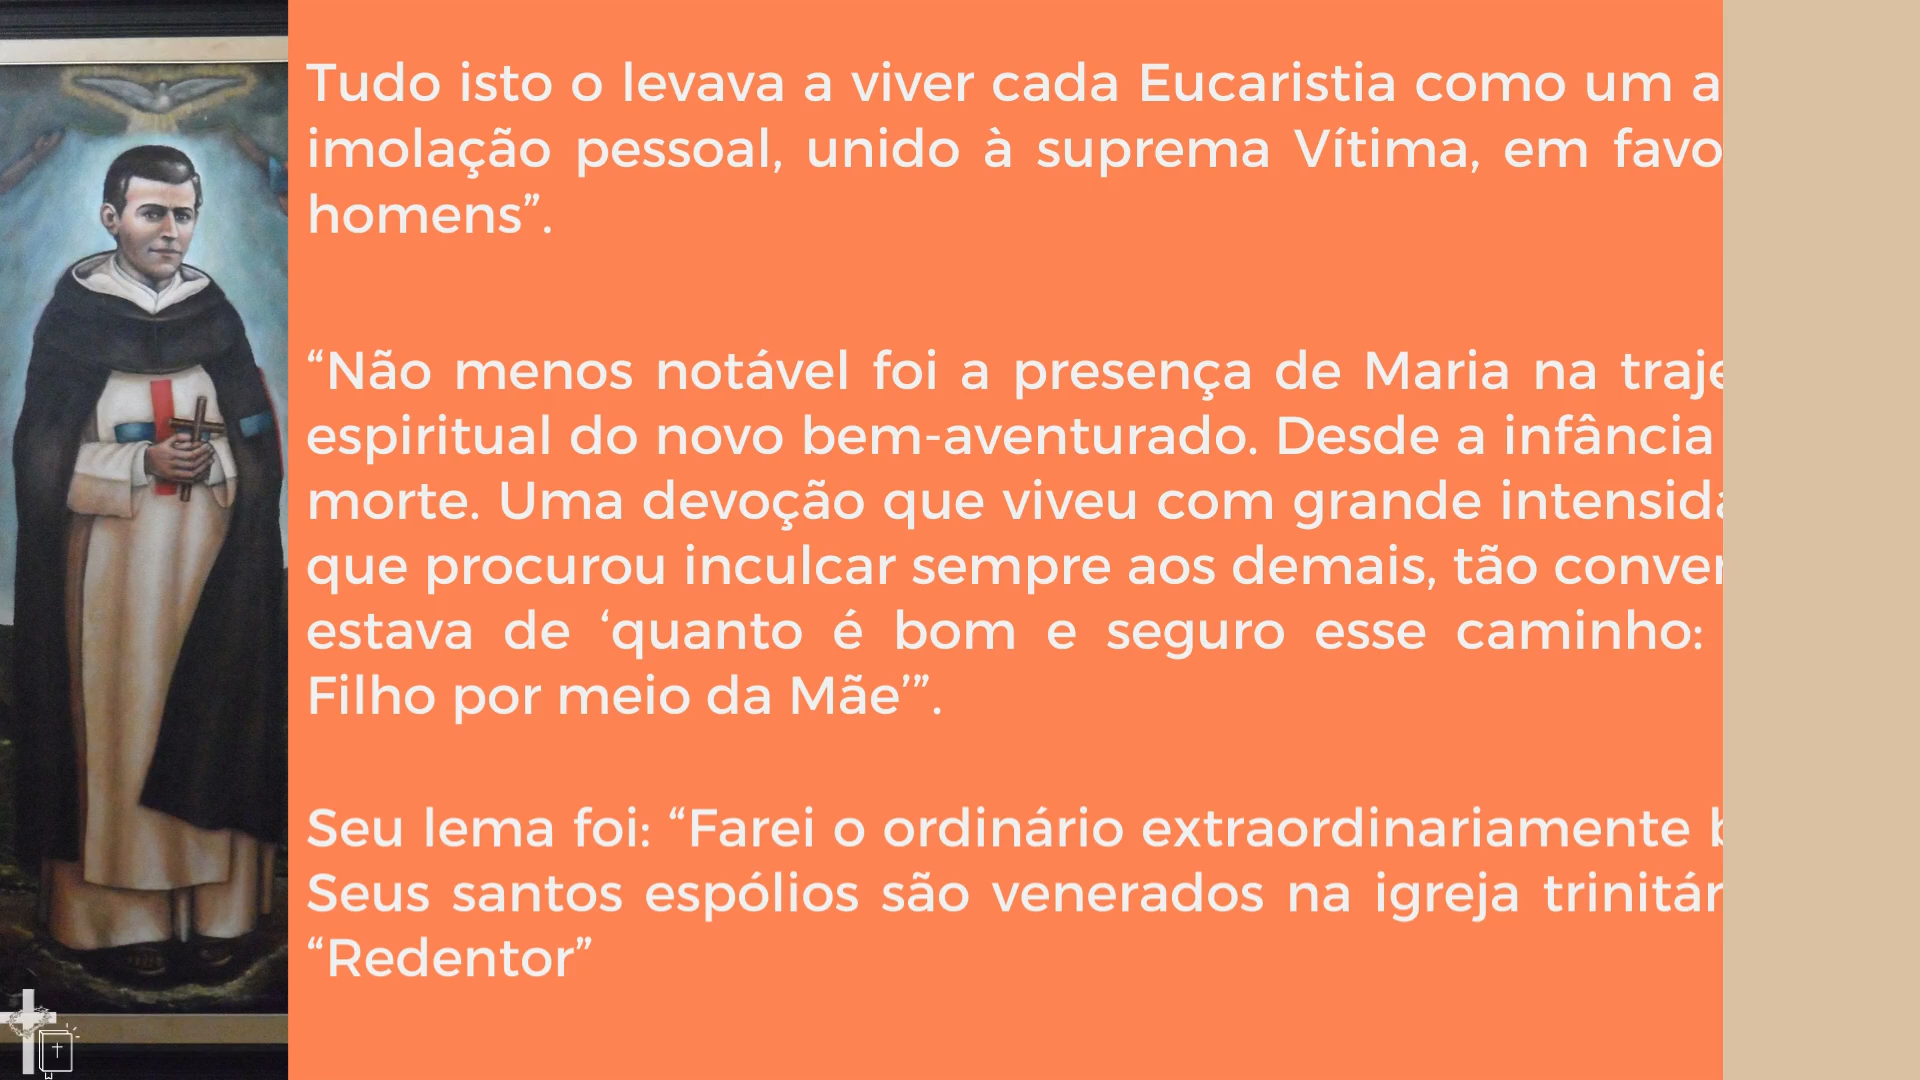 Tudo isto o levava a viver cada Eucaristia como um a
imolação pessoal, unido à suprema Vítima, em favo
homens”.
“Não menos notável foi a presença de Maria na traje
espiritual do novo bem-aventurado. Desde a infância
morte. Uma devoção que viveu com grande intensida
que procurou inculcar sempre aos demais, tão conver
estava de ‘quanto é bom e seguro esse caminho:
Filho por meio da Mãe’”.
Seu lema foi: “Farei o ordinário extraordinariamente b
Seus santos espólios são venerados na igreja trinitár
“Redentor”